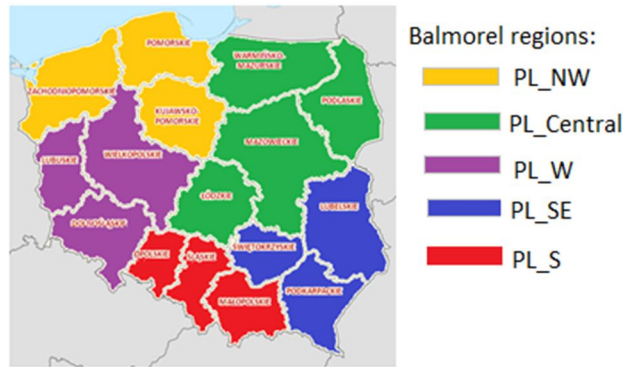 Balmorel regions:
PL_NW
PL_Central
PL_W
PL_SE
PL_S
POMORSKIE
WARMIŃSKO-
MAZURSKIE
ZACHODNIOPOMORSKIE
KUJAWSKO-
POMORSKIE
PODLASKIE
MAZOWIECKIE
LUBUSKIE
WIELKOPOLSKIE
ŁÓDZKIE
LUBELSKIE
DOLNOŚLĄSKIE
OPOLSKIE
ŚLĄSKIE
ŚWIĘTOKRZYSKIE
MAŁOPOLSKIE
PODKARPACKIE